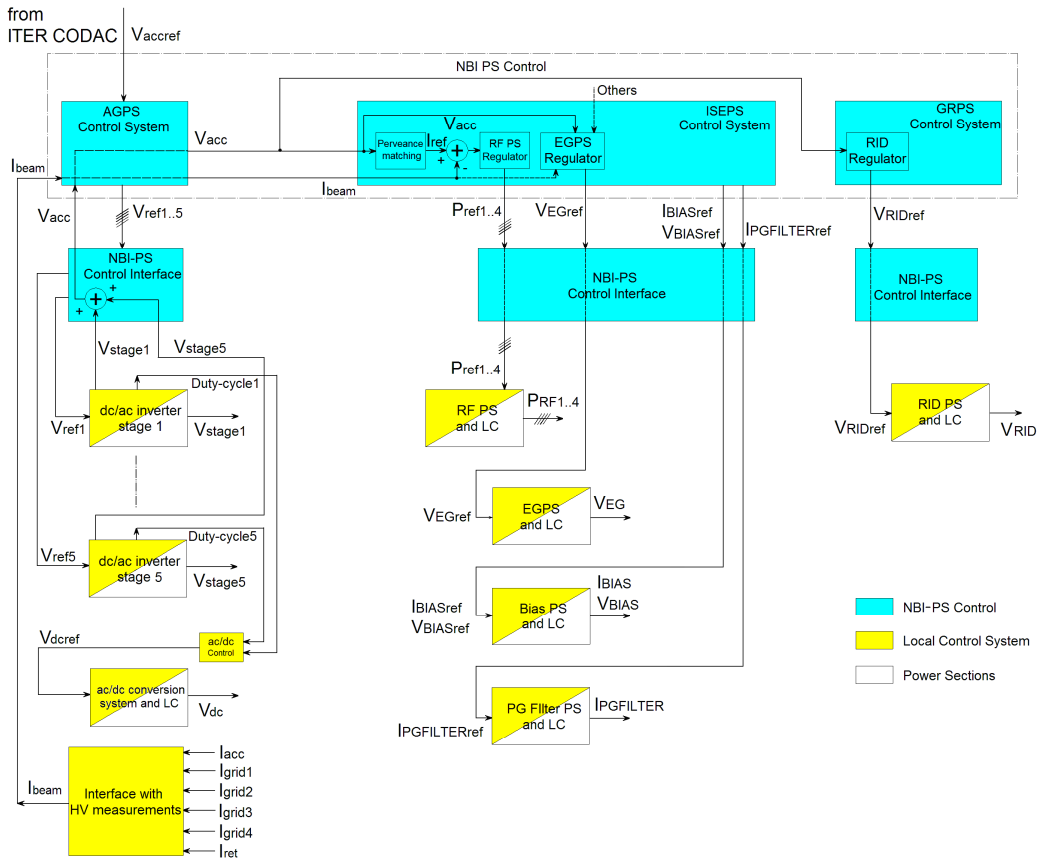 from
ITER CODAC
Vaccref
NBI PS Control
AGPS
Control System
Others
ISEPS
Control System
GRPS
Control System
Vacc
Vacc
Perveance
matching
Iref
+
+
-
RF PS
Regulator
EGPS
Regulator
RID
Regulator
Ibeam
Ibeam
Vacc
Vref1..5
Pref1..4
VEGref
IBIASref
VBIASref
IPGFILTERref
VRIDref
NBI-PS
Control Interface
+
+
+
NBI-PS
Control Interface
NBI-PS
Control Interface
Vstage1
Vstage5
Duty-cycle1
Pref1..4
dc/ac inverter
stage 1
Vref1
Vstage1
RF PS
and LC
PRF1..4
RID PS
and LC
VRIDref
VRID
EGPS
and LC
VEGref
VEG
Duty-cycle5
Vref5
dc/ac inverter
stage 5
Vstage5
IBIASref
VBIASref
Bias PS
and LC
IBIAS
VBIAS
NBI-PS Control
Local Control System
Power Sections
Vdcref
ac/dc
Control
ac/dc conversion
system and LC
Vdc
PG FIlter PS
and LC
IPGFILTERref
IPGFILTER
Ibeam
Interface with
HV measurements
Iacc
Igrid1
Igrid2
Igrid3
Igrid4
Iret